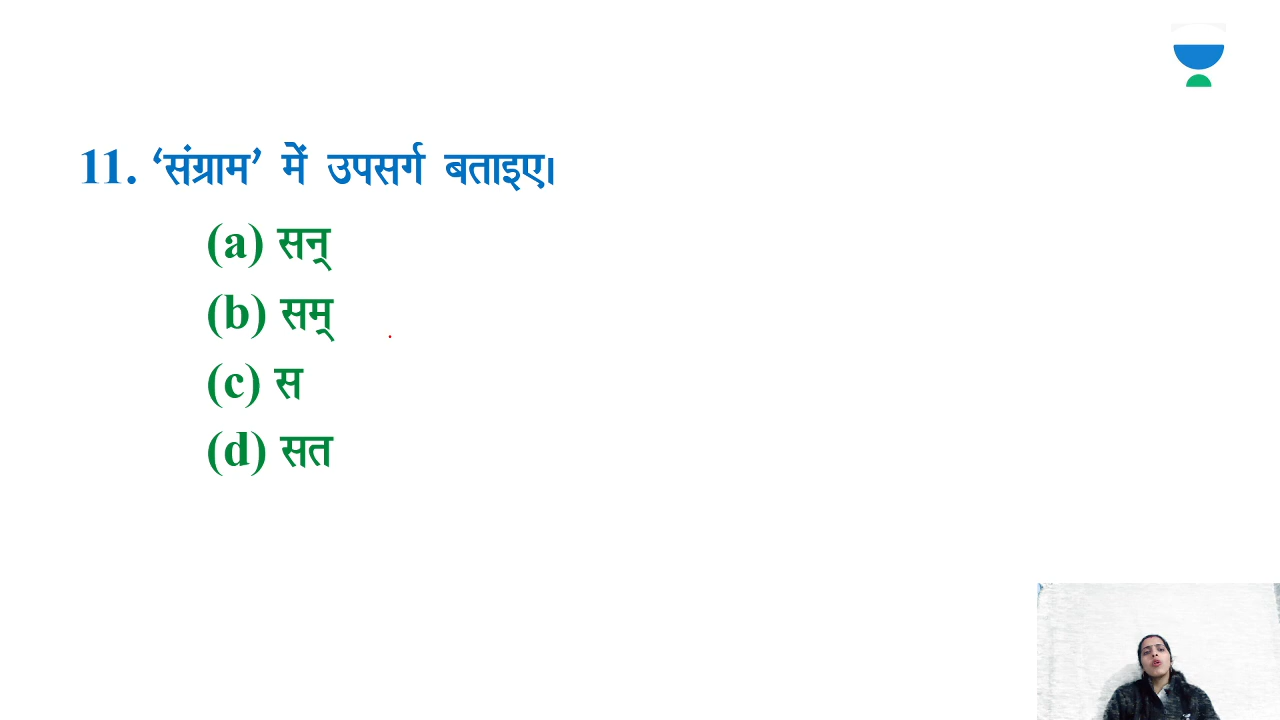 11. ‘संग्राम’ में उपसर्ग बताइए।
(a) सन्
(b) सम्
(c) स
(d) सत